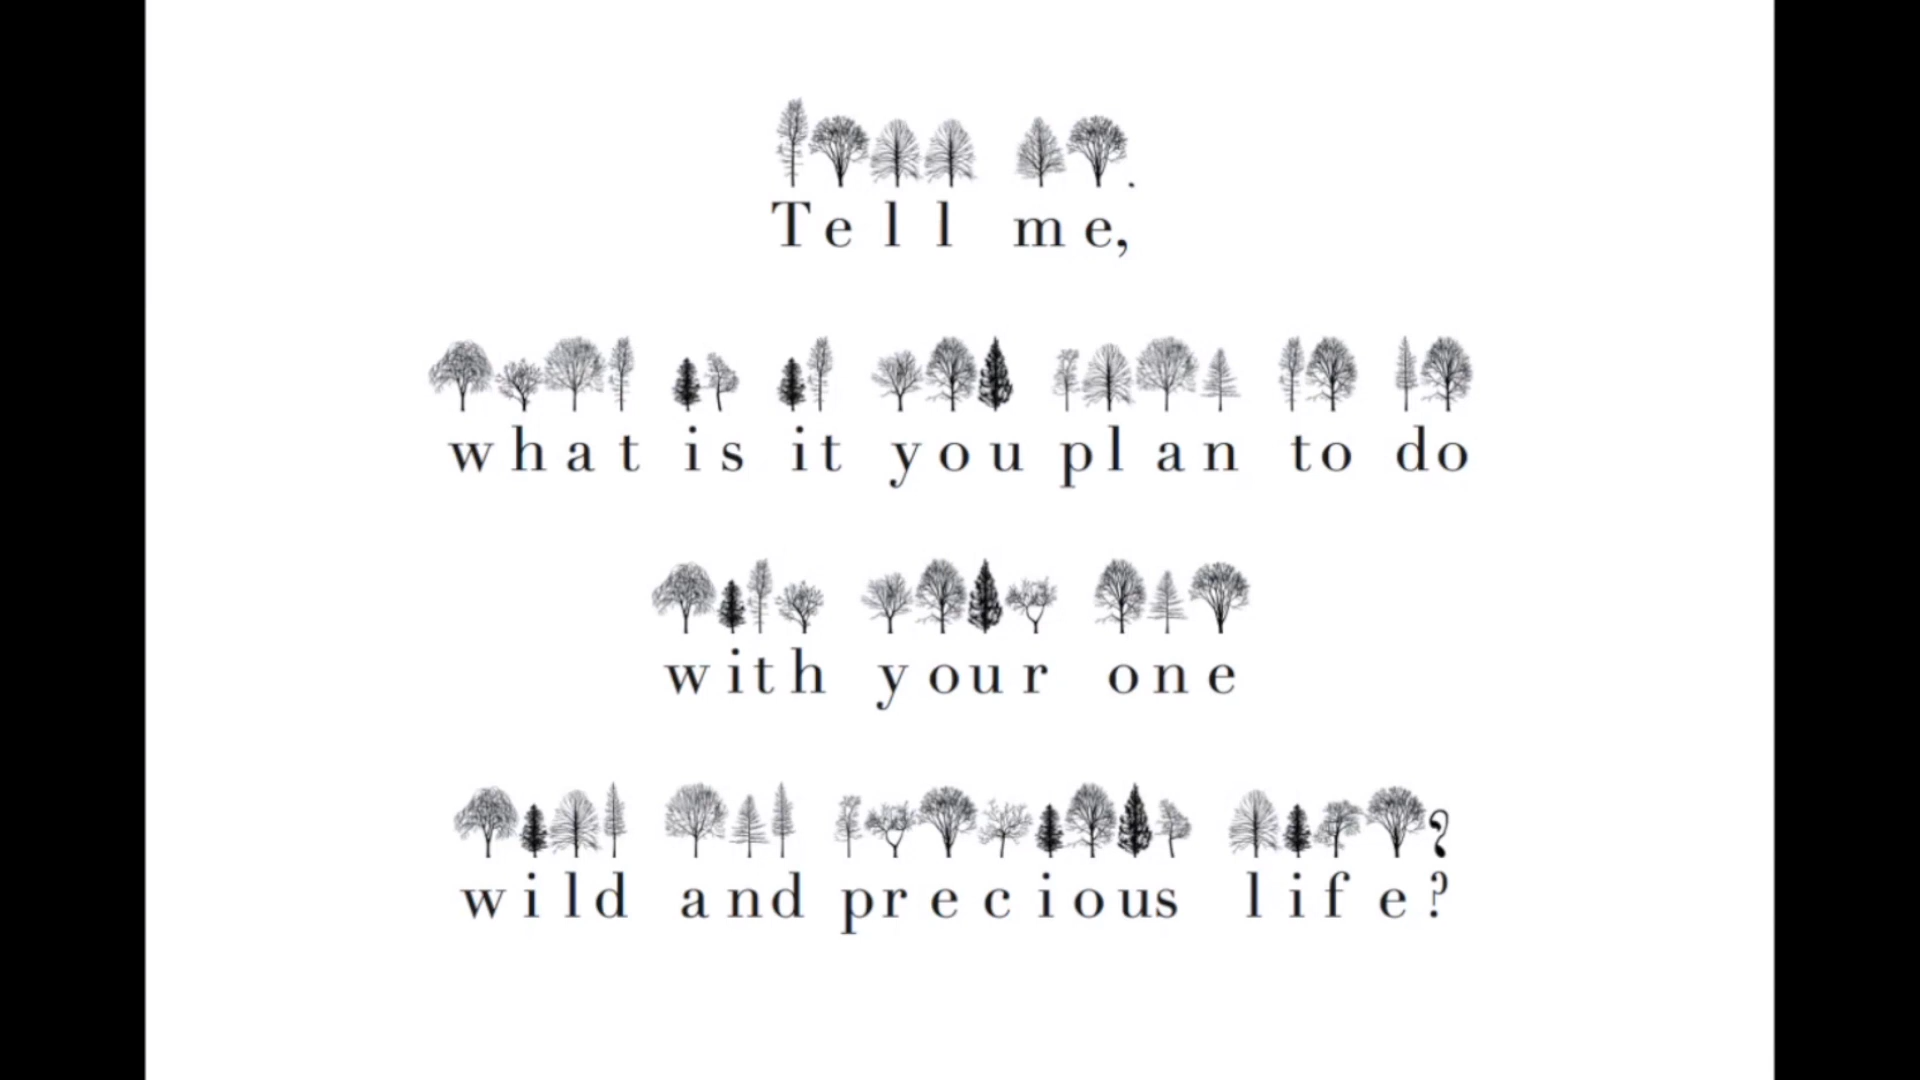 Tell me,
what is it you plan to do
with your one
wild and precious life?